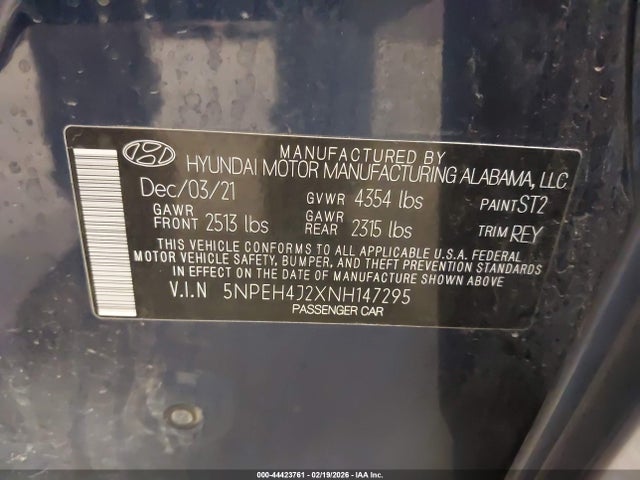 MANUFACTURED BY
HYUNDAI MOTOR MANUFACTURING ALABAMA, LLC
Dec/03/21 GVWR 4354 lbs PAINT ST2
GAWR FRONT 2513 lbs GAWR REAR 2315 lbs TRIM REY
THIS VEHICLE CONFORMS TO ALL APPLICABLE U.S.A. FEDERAL
MOTOR VEHICLE SAFETY, BUMPER, AND THEFT PREVENTION STANDARDS
IN EFFECT ON THE DATE OF MANUFACTURE SHOWN ABOVE
V.I.N 5NPEH4J2XNH147295
PASSENGER CAR
000-44423761 - 02/19/2026 - IAA Inc.